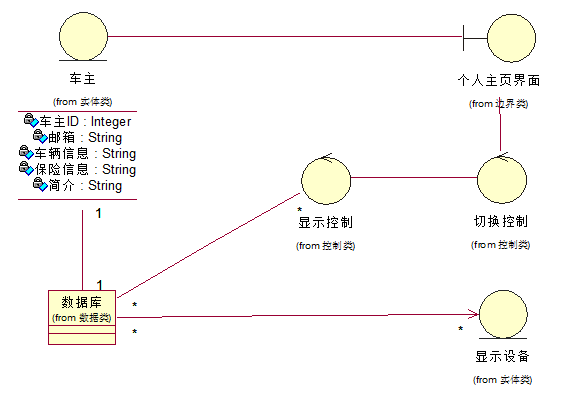 车主
(from 实体类)
车主ID : Integer
邮箱 : String
车辆信息 : String
保险信息 : String
简介 : String
个人主页界面
(from 边界类)
显示控制
(from 控制类)
切换控制
(from 控制类)
1
1
*
*
*
*
数据库
(from 数据类)
显示设备
(from 实体类)